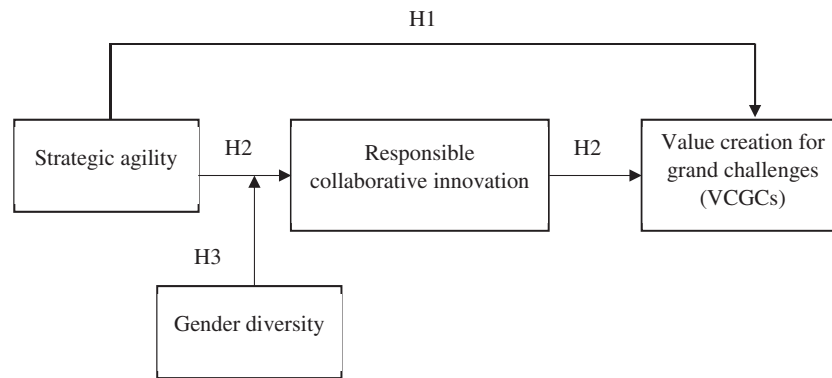 H1
Strategic agility
H2
Responsible
collaborative innovation
H2
Value creation for
grand challenges
(VCGCs)
H3
Gender diversity